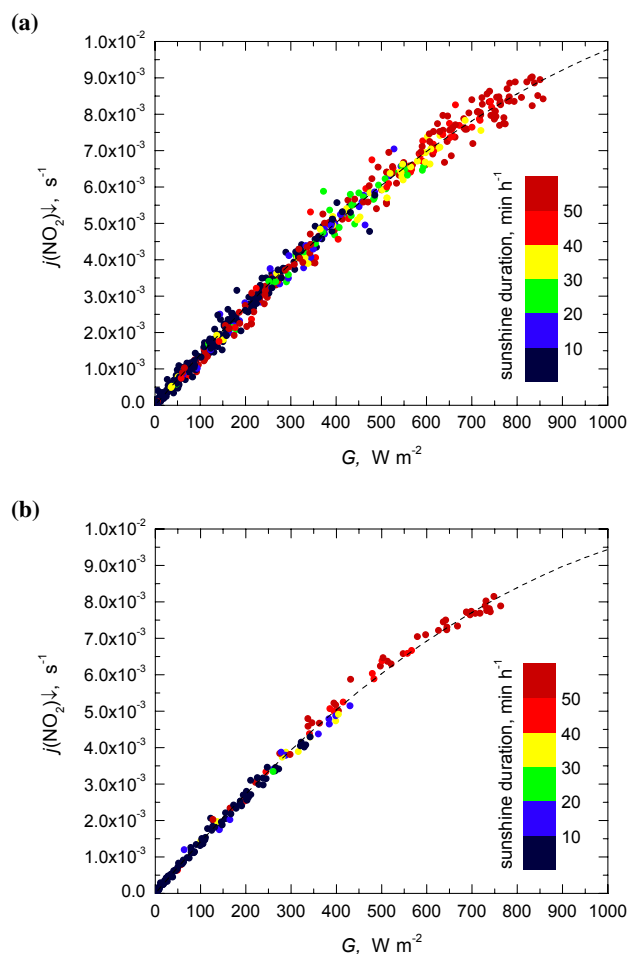 (a)
1.0x10⁻²
9.0x10⁻³
8.0x10⁻³
7.0x10⁻³
6.0x10⁻³
5.0x10⁻³
4.0x10⁻³
3.0x10⁻³
2.0x10⁻³
1.0x10⁻³
0.0
j(NO₂)↓, s⁻¹
0 100 200 300 400 500 600 700 800 900 1000
G, W m⁻²
sunshine duration, min h⁻¹
50
40
30
20
10
(b)
1.0x10⁻²
9.0x10⁻³
8.0x10⁻³
7.0x10⁻³
6.0x10⁻³
5.0x10⁻³
4.0x10⁻³
3.0x10⁻³
2.0x10⁻³
1.0x10⁻³
0.0
j(NO₂)↓, s⁻¹
0 100 200 300 400 500 600 700 800 900 1000
G, W m⁻²
sunshine duration, min h⁻¹
50
40
30
20
10